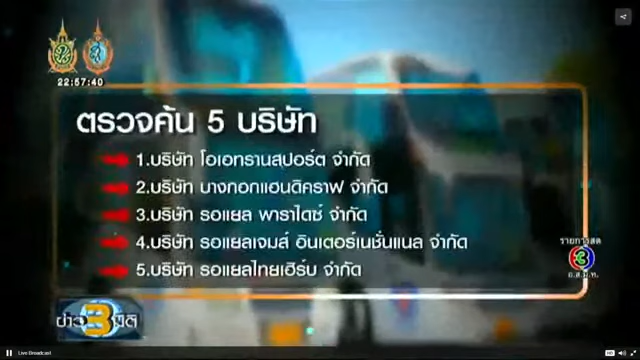 22:57:40
ตรวจค้น 5 บริษัท
1.บริษัท โอเอทรานสปอร์ต จำกัด
2.บริษัท บางกอกแฮนดิคราฟ จำกัด
3.บริษัท รอแยล พาราไดซ์ จำกัด
4.บริษัท รอแยลเจมส์ อินเตอร์เนชั่นแนล จำกัด
5.บริษัท รอแยลไทยเฮิร์บ จำกัด
รายการสด
3
อ.ส.ม.ท.
ข่าว 3 มิติ
Live Broadcast
HD